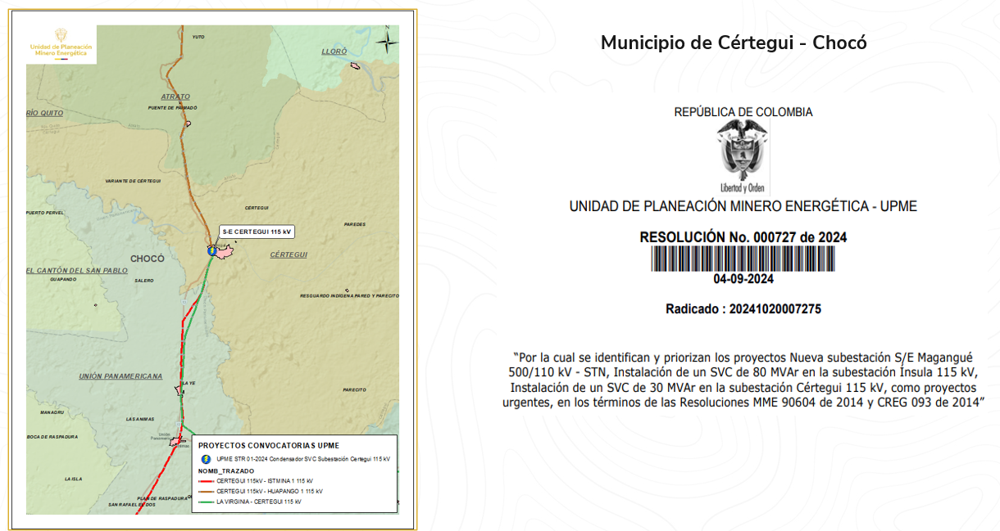 Unidad de Planeación
Minero Energética
YUTO
N
LLORÓ
ATRATO
PUENTE DE PAIMADÓ
RÍO QUITO
VARIANTE DE CÉRTEGUI
CÉRTEGUI
PUERTO PERVEL
PAREDES
S-E CERTEGUI 115 kV
CHOCÓ
CÉRTEGUI
EL CANTÓN DEL SAN PABLO
GUAPANDO
SALERO
RESGUARDO INDÍGENA PARED Y PARECITO
UNIÓN PANAMERICANA
LA YE
PARECITO
MANAGRU
LAS ANIMAS
BOCA DE RASPADURA
Unión
LA ISLA
PLAN DE RASPADURA
SAN RAFAEL EL DOS
PROYECTOS CONVOCATORIAS UPME
UPME STR 01-2024 Condensador SVC Subestación Certegui 115 kV
NOMB_TRAZADO
CERTEGUI 115kV - ISTMINA 1 115 kV
CERTEGUI 115kV - HUAPANGO 1 115 kV
LA VIRGINIA - CERTEGUI 115 kV
Municipio de Cértegui - Chocó
REPÚBLICA DE COLOMBIA
Libertad y Orden
UNIDAD DE PLANEACIÓN MINERO ENERGÉTICA - UPME
RESOLUCIÓN No. 000727 de 2024
04-09-2024
Radicado : 20241020007275
“Por la cual se identifican y priorizan los proyectos Nueva subestación S/E Magangué
500/110 kV - STN, Instalación de un SVC de 80 MVAr en la subestación Ínsula 115 kV,
Instalación de un SVC de 30 MVAr en la subestación Cértegui 115 kV, como proyectos
urgentes, en los términos de las Resoluciones MME 90604 de 2014 y CREG 093 de 2014”